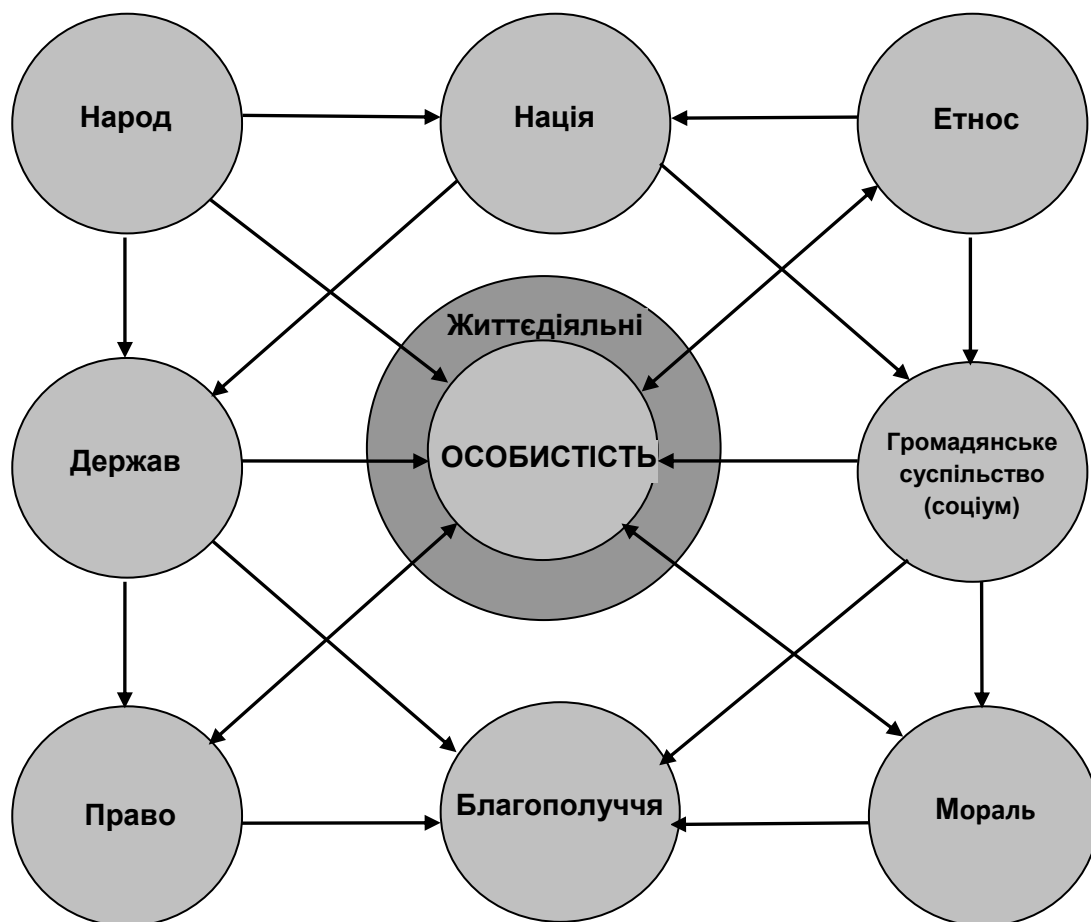 Народ
Нація
Етнос
Життєдіяльні
Держав
ОСОБИСТІСТЬ
Громадянське
суспільство
(соціум)
Право
Благополуччя
Мораль